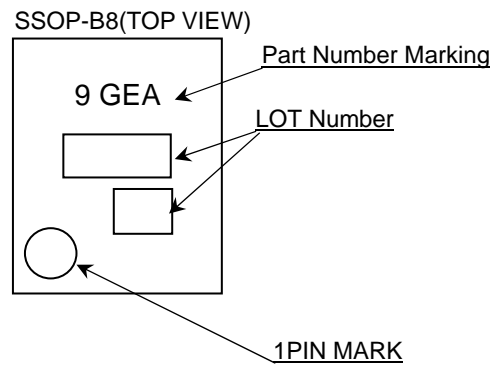 SSOP-B8(TOP VIEW)
Part Number Marking
9 GEA
LOT Number
1PIN MARK